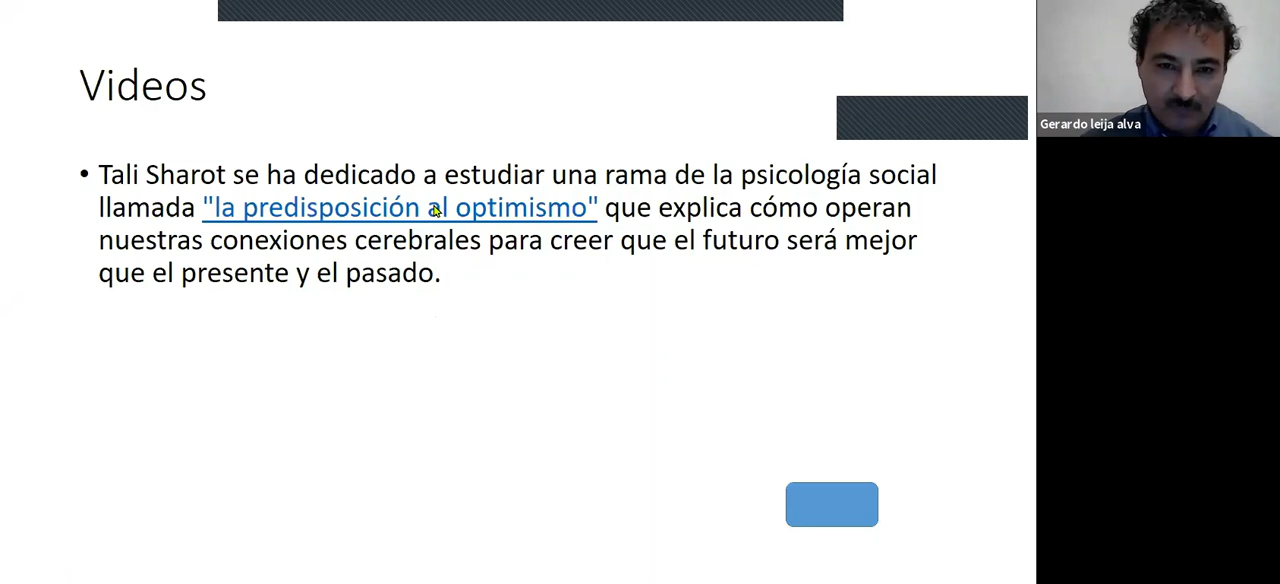 Videos
• Tali Sharot se ha dedicado a estudiar una rama de la psicología social
llamada "la predisposición al optimismo" que explica cómo operan
nuestras conexiones cerebrales para creer que el futuro será mejor
que el presente y el pasado.
Gerardo leija alva